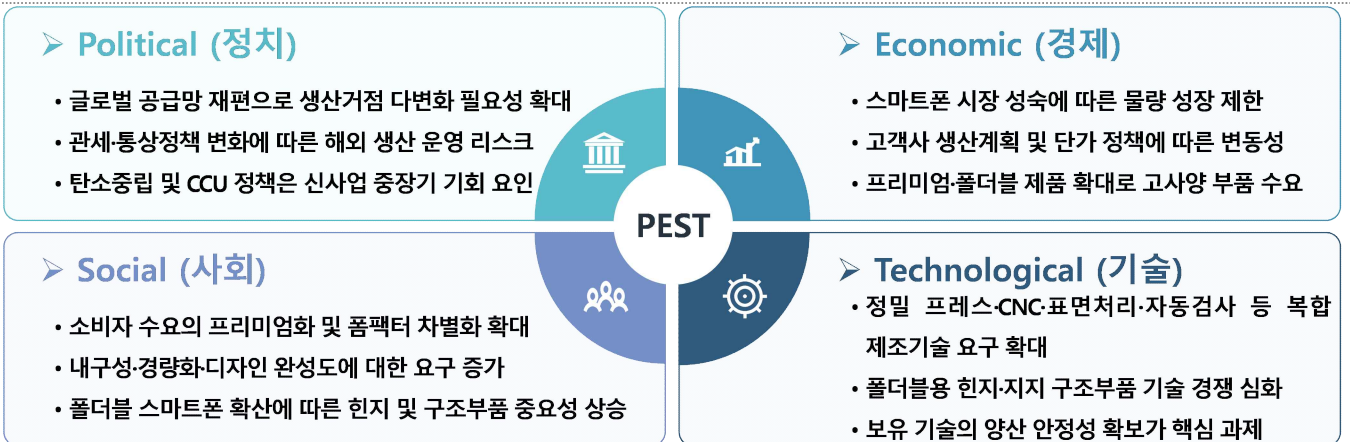 ➢ Political (정치)
• 글로벌 공급망 재편으로 생산거점 다변화 필요성 확대
• 관세·통상정책 변화에 따른 해외 생산 운영 리스크
• 탄소중립 및 CCU 정책은 신사업 중장기 기회 요인
➢ Economic (경제)
• 스마트폰 시장 성숙에 따른 물량 성장 제한
• 고객사 생산계획 및 단가 정책에 따른 변동성
• 프리미엄·폴더블 제품 확대로 고사양 부품 수요
PEST
➢ Social (사회)
• 소비자 수요의 프리미엄화 및 폼팩터 차별화 확대
• 내구성·경량화·디자인 완성도에 대한 요구 증가
• 폴더블 스마트폰 확산에 따른 힌지 및 구조부품 중요성 상승
➢ Technological (기술)
• 정밀 프레스·CNC·표면처리·자동검사 등 복합
제조기술 요구 확대
• 폴더블용 힌지·지지 구조부품 기술 경쟁 심화
• 보유 기술의 양산 안정성 확보가 핵심 과제